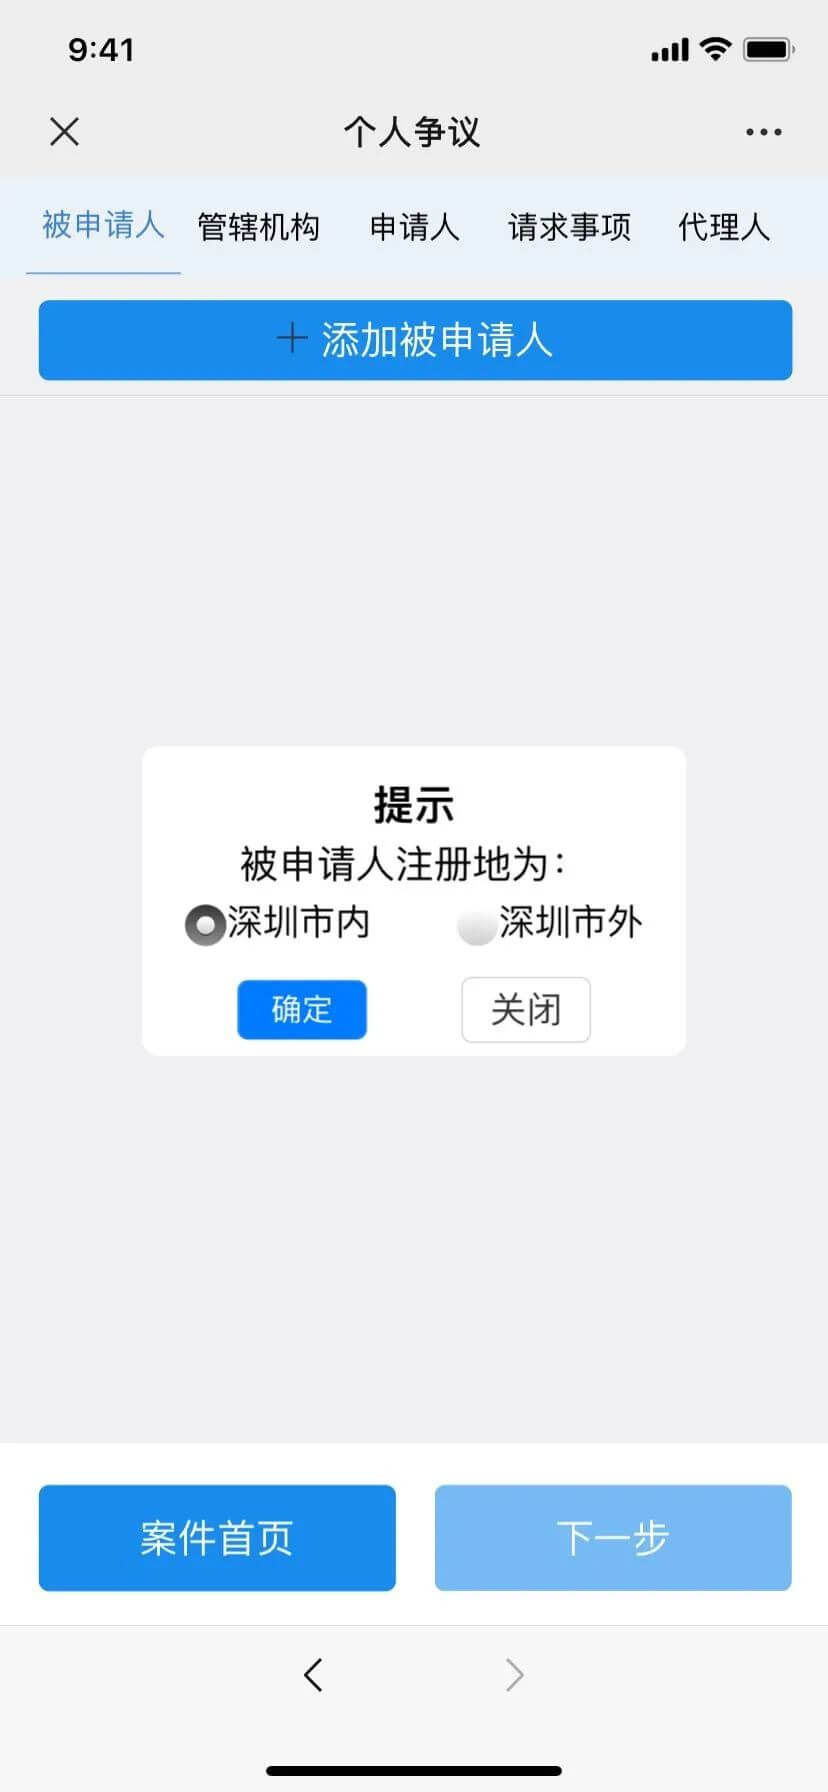 9:41
个人争议
被申请人 管辖机构 申请人 请求事项 代理人
添加被申请人
提示
被申请人注册地为:
深圳市内 深圳市外
确定 关闭
案件首页 下一步